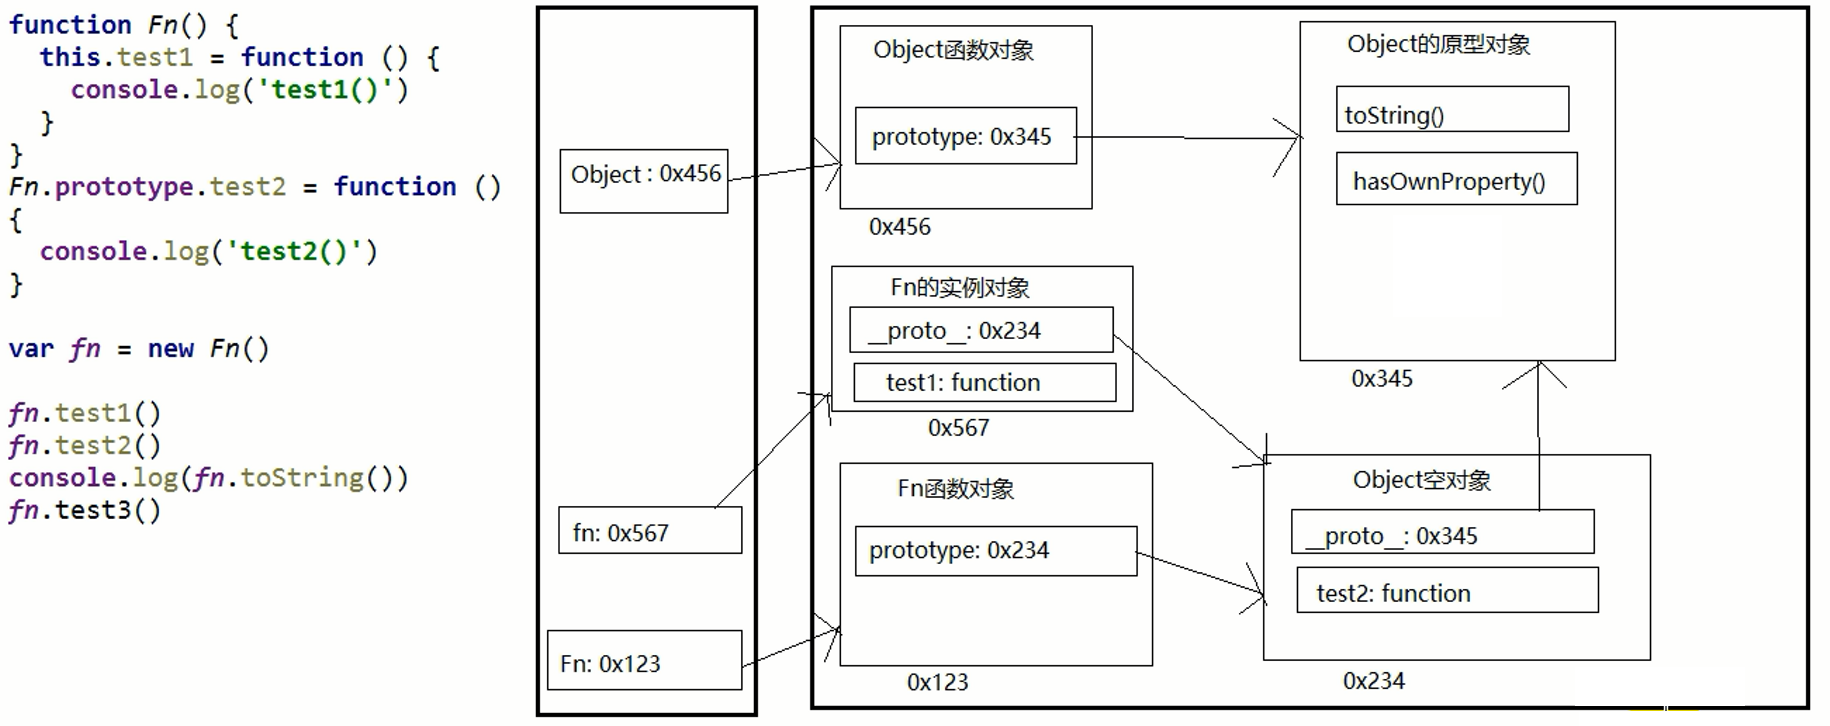 function Fn() {
this.test1 = function () {
console.log('test1()')
}
}
Fn.prototype.test2 = function ()
{
console.log('test2()')
}
var fn = new Fn()
fn.test1()
fn.test2()
console.log(fn.toString())
fn.test3()
Object : 0x456
fn: 0x567
Fn: 0x123
Object函数对象
prototype: 0x345
0x456
Fn的实例对象
__proto__: 0x234
test1: function
0x567
Fn函数对象
prototype: 0x234
0x123
Object的原型对象
toString()
hasOwnProperty()
0x345
Object空对象
__proto__: 0x345
test2: function
0x234